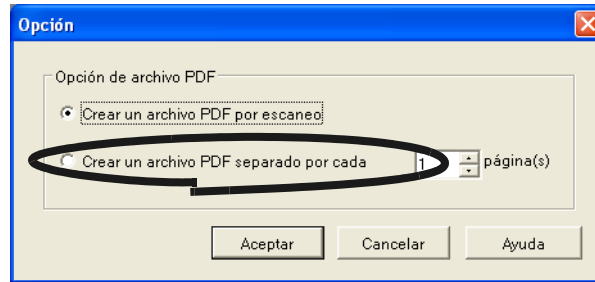 Opción
Opción de archivo PDF
Crear un archivo PDF por escaneo
Crear un archivo PDF separado por cada 1 página(s)
Aceptar Cancelar Ayuda